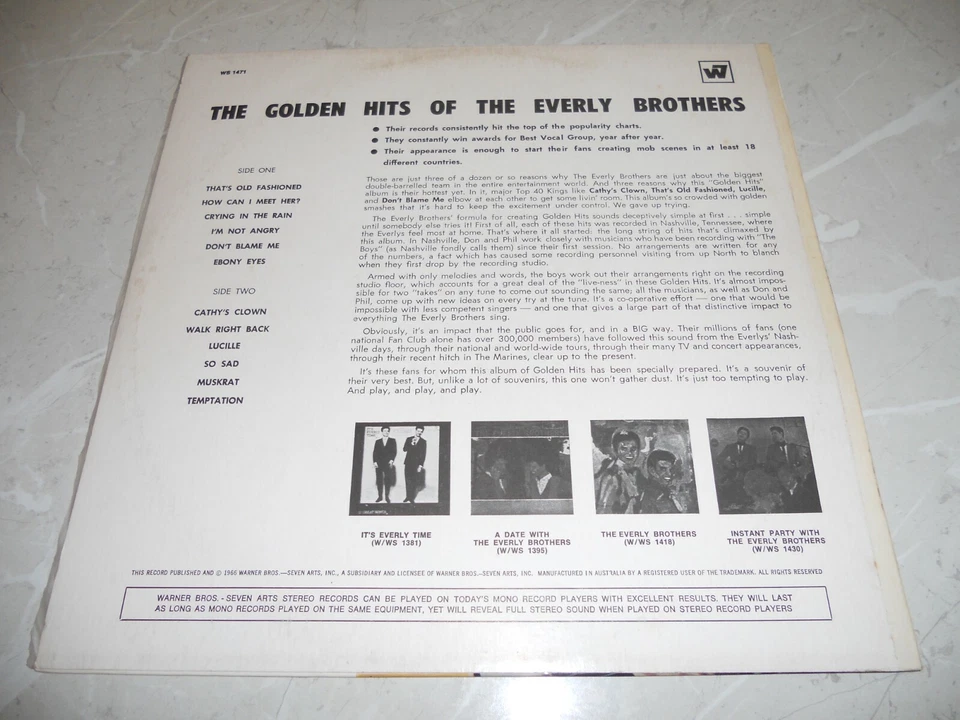 WB 1471
W7
THE GOLDEN HITS OF THE EVERLY BROTHERS
● Their records consistently hit the top of the popularity charts.
● They constantly win awards for Best Vocal Group, year after year.
● Their appearance is enough to start their fans creating mob scenes in at least 18
different countries.
SIDE ONE
THAT'S OLD FASHIONED
HOW CAN I MEET HER?
CRYING IN THE RAIN
I'M NOT ANGRY
DON'T BLAME ME
EBONY EYES
SIDE TWO
CATHY'S CLOWN
WALK RIGHT BACK
LUCILLE
SO SAD
MUSKRAT
TEMPTATION
Those are just three of a dozen or so reasons why The Everly Brothers are just about the biggest
double-barrelled team in the entire entertainment world. And three reasons why this "Golden Hits"
album is their hottest yet. In it, major Top 40 Kings like Cathy's Clown, That's Old Fashioned, Lucille,
and Don't Blame Me elbow at each other to get some livin' room. This album's so crowded with golden
smashes that it's hard to keep the excitement under control. We gave up trying.
The Everly Brothers' formula for creating Golden Hits sounds deceptively simple at first . . . simple
until somebody else tries it! First of all, each of these hits was recorded in Nashville, Tennessee, where
the Everlys feel most at home. That's where it all started: the long string of hits that's climaxed by
this album. In Nashville, Don and Phil work closely with musicians who have been recording with "The
Boys" (as Nashville fondly calls them) since their first session. No arrangements are written for any
of the numbers, a fact which has caused some recording personnel visiting from up North to blanch
when they first drop by the recording studio.
Armed with only melodies and words, the boys work out their arrangements right on the recording
studio floor, which accounts for a great deal of the "live-ness" in these Golden Hits. It's almost impos-
sible for two "takes" on any tune to come out sounding the same; all the musicians, as well as Don and
Phil, come up with new ideas on every try at the tune. It's a co-operative effort — one that would be
impossible with less competent singers — and one that gives a large part of that distinctive impact to
everything The Everly Brothers sing.
Obviously, it's an impact that the public goes for, and in a BIG way. Their millions of fans (one
national Fan Club alone has over 300,000 members) have followed this sound from the Everlys' Nash-
ville days, through their national and world-wide tours, through their many TV and concert appearances,
through their recent hitch in The Marines, clear up to the present.
It's these fans for whom this album of Golden Hits has been specially prepared. It's a souvenir of
their very best. But, unlike a lot of souvenirs, this one won't gather dust. It's just too tempting to play.
And play, and play, and play.
IT'S EVERLY TIME
(W/WS 1381)
A DATE WITH
THE EVERLY BROTHERS
(W/WS 1395)
THE EVERLY BROTHERS
(W/WS 1418)
INSTANT PARTY WITH
THE EVERLY BROTHERS
(W/WS 1430)
THIS RECORD PUBLISHED AND © 1966 WARNER BROS.—SEVEN ARTS, INC., A SUBSIDIARY AND LICENSEE OF WARNER BROS.-SEVEN ARTS, INC. MANUFACTURED IN AUSTRALIA BY A REGISTERED USER OF THE TRADEMARK. ALL RIGHTS RESERVED
WARNER BROS. - SEVEN ARTS STEREO RECORDS CAN BE PLAYED ON TODAY'S MONO RECORD PLAYERS WITH EXCELLENT RESULTS. THEY WILL LAST
AS LONG AS MONO RECORDS PLAYED ON THE SAME EQUIPMENT, YET WILL REVEAL FULL STEREO SOUND WHEN PLAYED ON STEREO RECORD PLAYERS